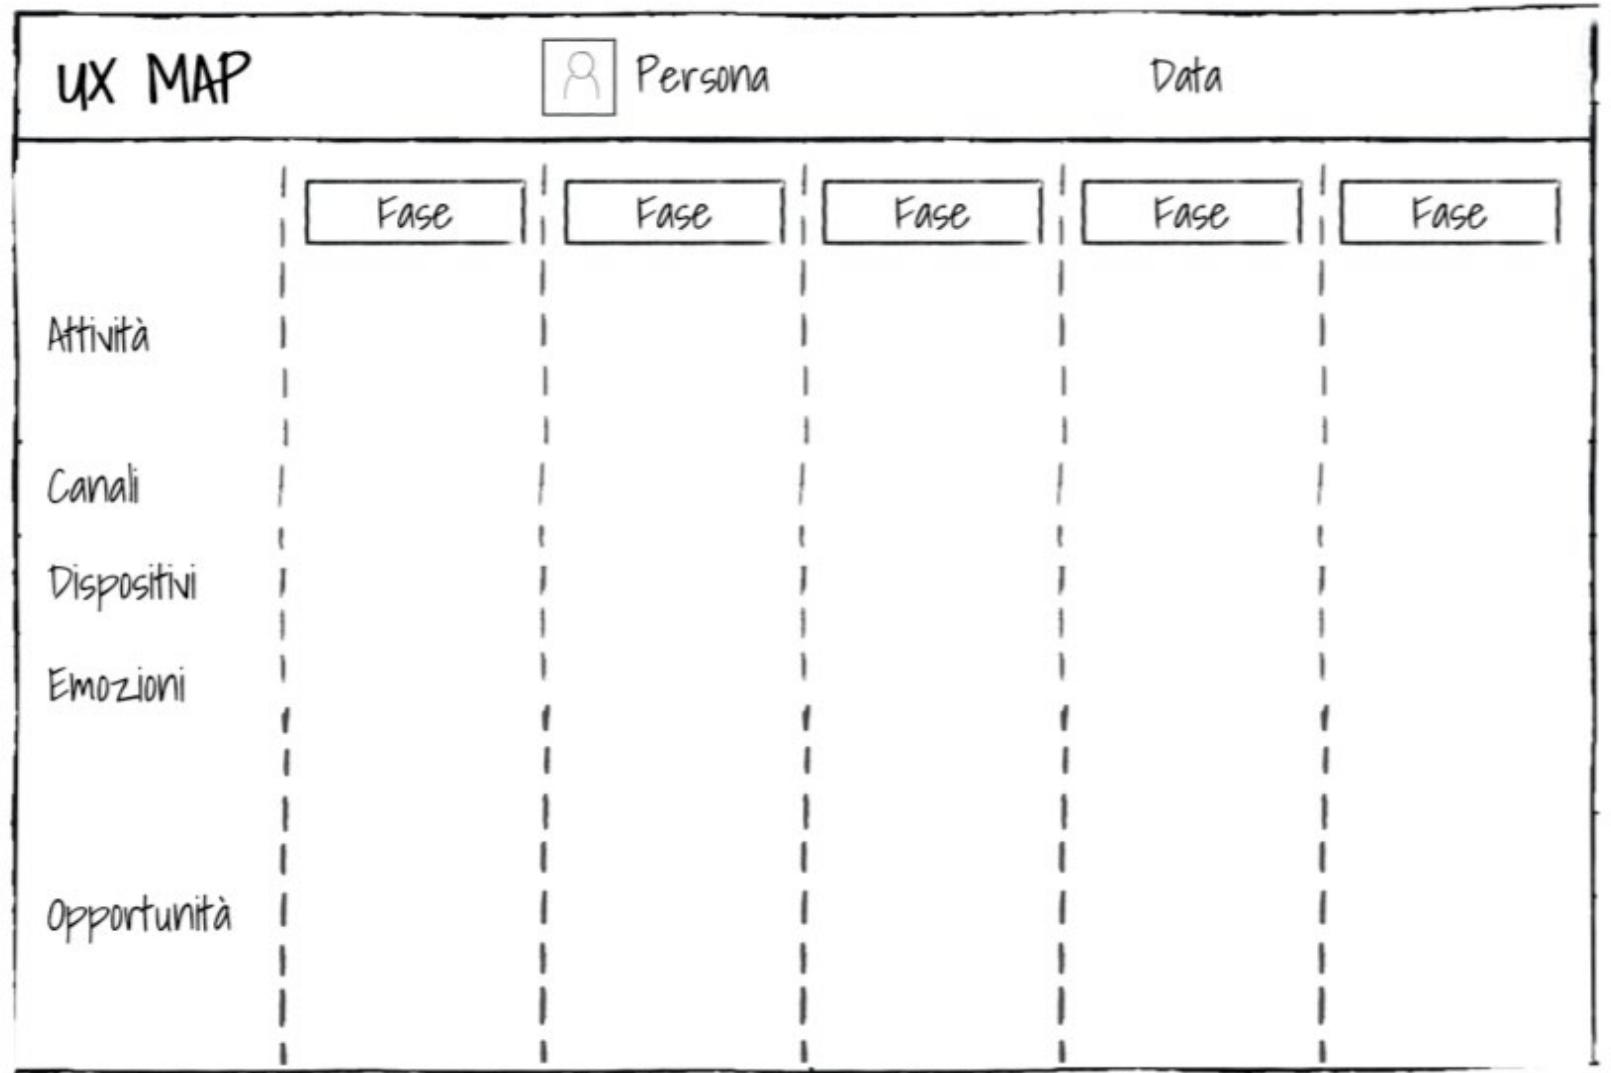 UX MAP Persona Data
Fase Fase Fase Fase Fase
Attività
Canali
Dispositivi
Emozioni
Opportunità